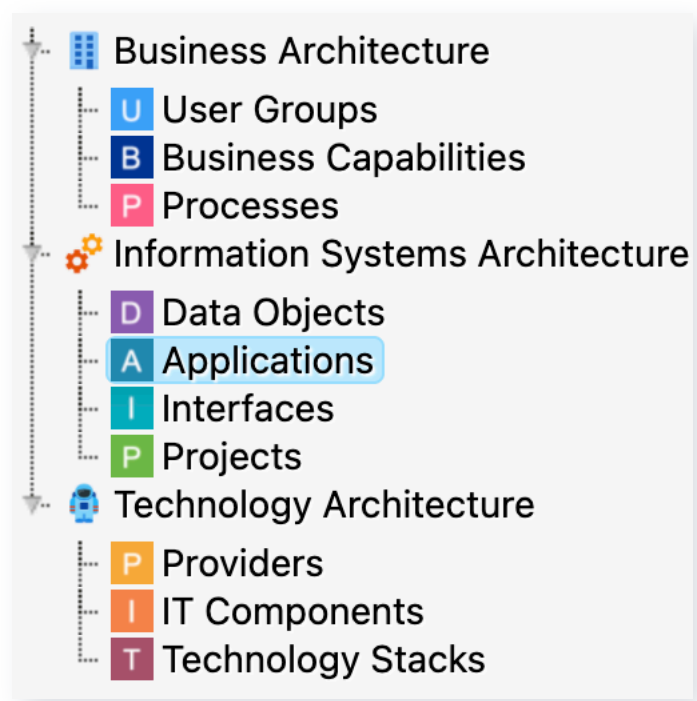 Business Architecture
U User Groups
B Business Capabilities
P Processes
Information Systems Architecture
D Data Objects
A Applications
I Interfaces
P Projects
Technology Architecture
P Providers
I IT Components
T Technology Stacks